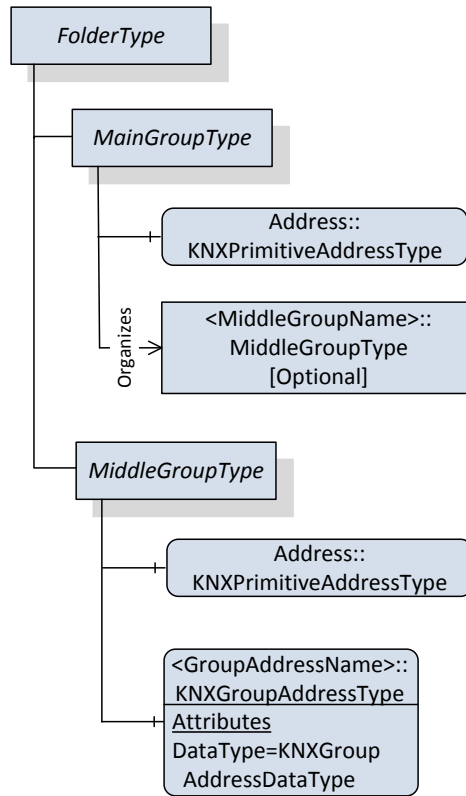 FolderType
MainGroupType
Address::
KNXPrimitiveAddressType
Organizes
<MiddleGroupName>::
MiddleGroupType
[Optional]
MiddleGroupType
Address::
KNXPrimitiveAddressType
<GroupAddressName>::
KNXGroupAddressType
Attributes
DataType=KNXGroup
AddressDataType